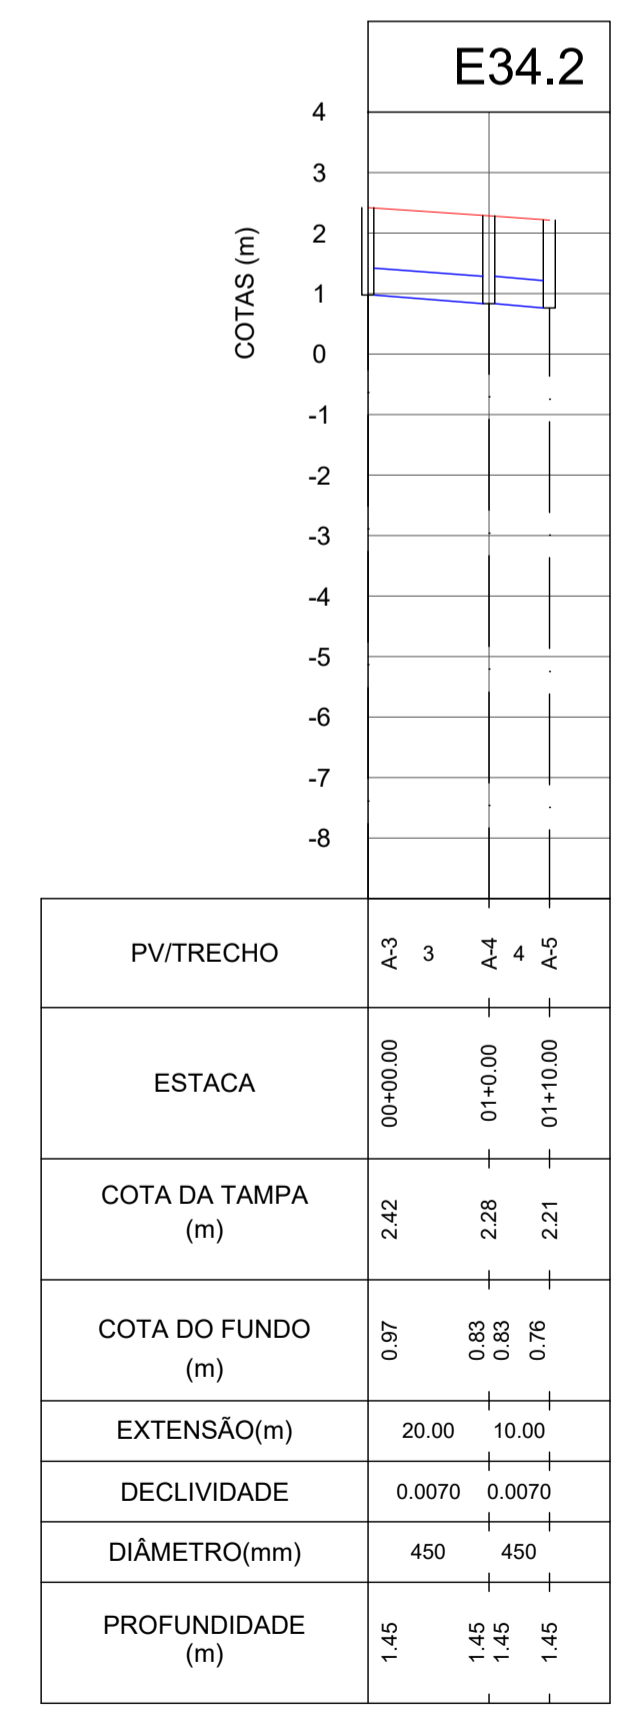 E34.2
COTAS (m)
4
3
2
1
0
-1
-2
-3
-4
-5
-6
-7
-8
PV/TRECHO
A-3 3 A-4 4 A-5
ESTACA
00+00.00 01+0.00 01+10.00
COTA DA TAMPA
(m)
2.42 2.28 2.21
COTA DO FUNDO
(m)
0.97 0.83 0.83 0.76
EXTENSÃO(m) 20.00 10.00
DECLIVIDADE 0.0070 0.0070
DIÂMETRO(mm) 450 450
PROFUNDIDADE
(m)
1.45 1.45 1.45 1.45